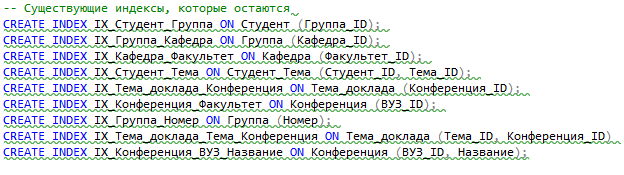 -- Существующие индексы, которые остаются
CREATE INDEX IX_Студент_Группа ON Студент (Группа_ID);
CREATE INDEX IX_Группа_Кафедра ON Группа (Кафедра_ID);
CREATE INDEX IX_Кафедра_Факультет ON Кафедра (Факультет_ID);
CREATE INDEX IX_Студент_Тема ON Студент_Тема (Студент_ID, Тема_ID);
CREATE INDEX IX_Тема_доклада_Конференция ON Тема_доклада (Конференция_ID);
CREATE INDEX IX_Конференция_Факультет ON Конференция (ВУЗ_ID);
CREATE INDEX IX_Группа_Номер ON Группа (Номер);
CREATE INDEX IX_Тема_доклада_Тема_Конференция ON Тема_доклада (Тема_ID, Конференция_ID)
CREATE INDEX IX_Конференция_ВУЗ_Название ON Конференция (ВУЗ_ID, Название);